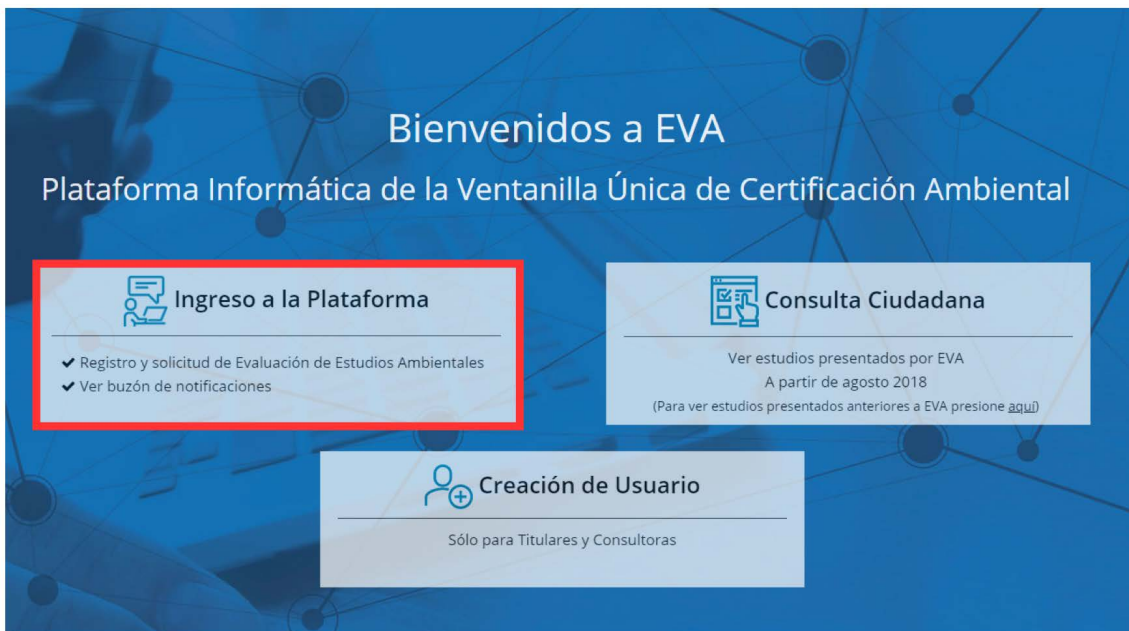 Bienvenidos a EVA
Plataforma Informática de la Ventanilla Única de Certificación Ambiental
Ingreso a la Plataforma
✔ Registro y solicitud de Evaluación de Estudios Ambientales
✔ Ver buzón de notificaciones
Consulta Ciudadana
Ver estudios presentados por EVA
A partir de agosto 2018
(Para ver estudios presentados anteriores a EVA presione aquí)
Creación de Usuario
Sólo para Titulares y Consultoras